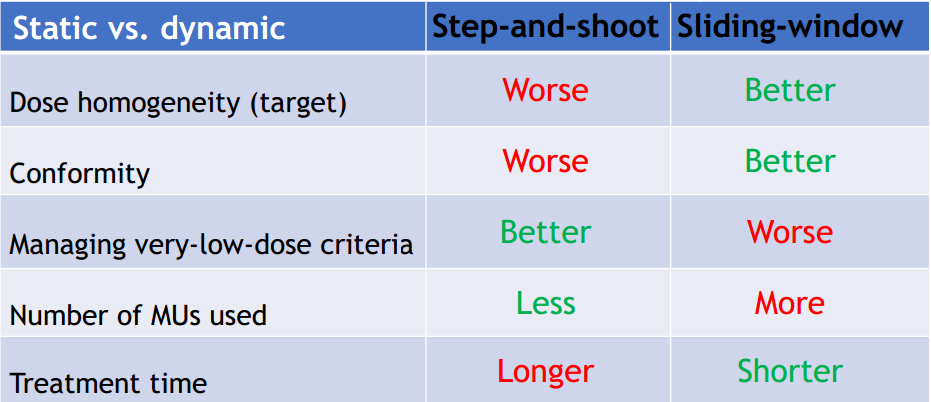 Static vs. dynamic Step-and-shoot Sliding-window
Dose homogeneity (target) Worse Better
Conformity Worse Better
Managing very-low-dose criteria Better Worse
Number of MUs used Less More
Treatment time Longer Shorter